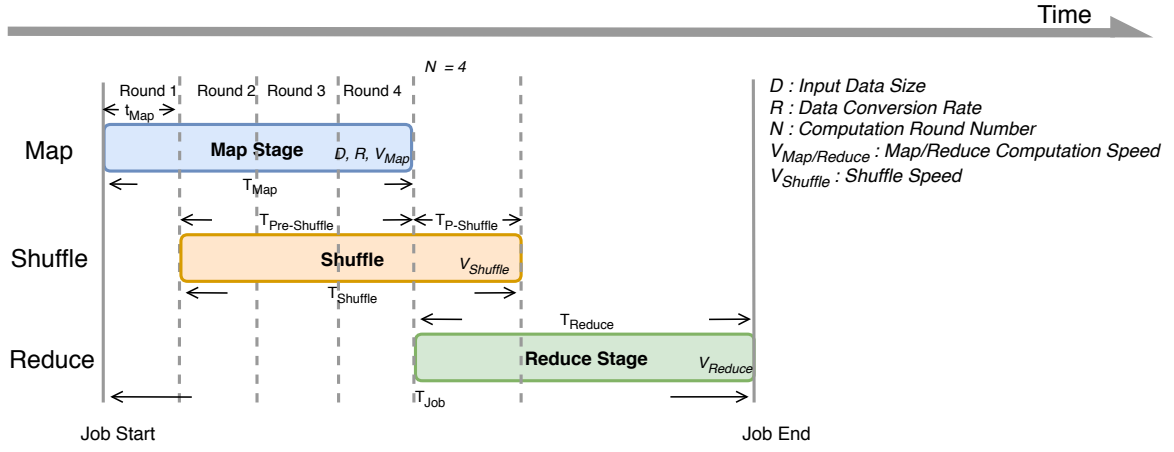 Time
N = 4
Round 1 Round 2 Round 3 Round 4
t_Map
Map
Map Stage D, R, V_Map
T_Map
T_Pre-Shuffle T_P-Shuffle
Shuffle
Shuffle V_Shuffle
T_Shuffle
T_Reduce
Reduce
Reduce Stage V_Reduce
T_Job
Job Start Job End
D : Input Data Size
R : Data Conversion Rate
N : Computation Round Number
V_Map/Reduce : Map/Reduce Computation Speed
V_Shuffle : Shuffle Speed